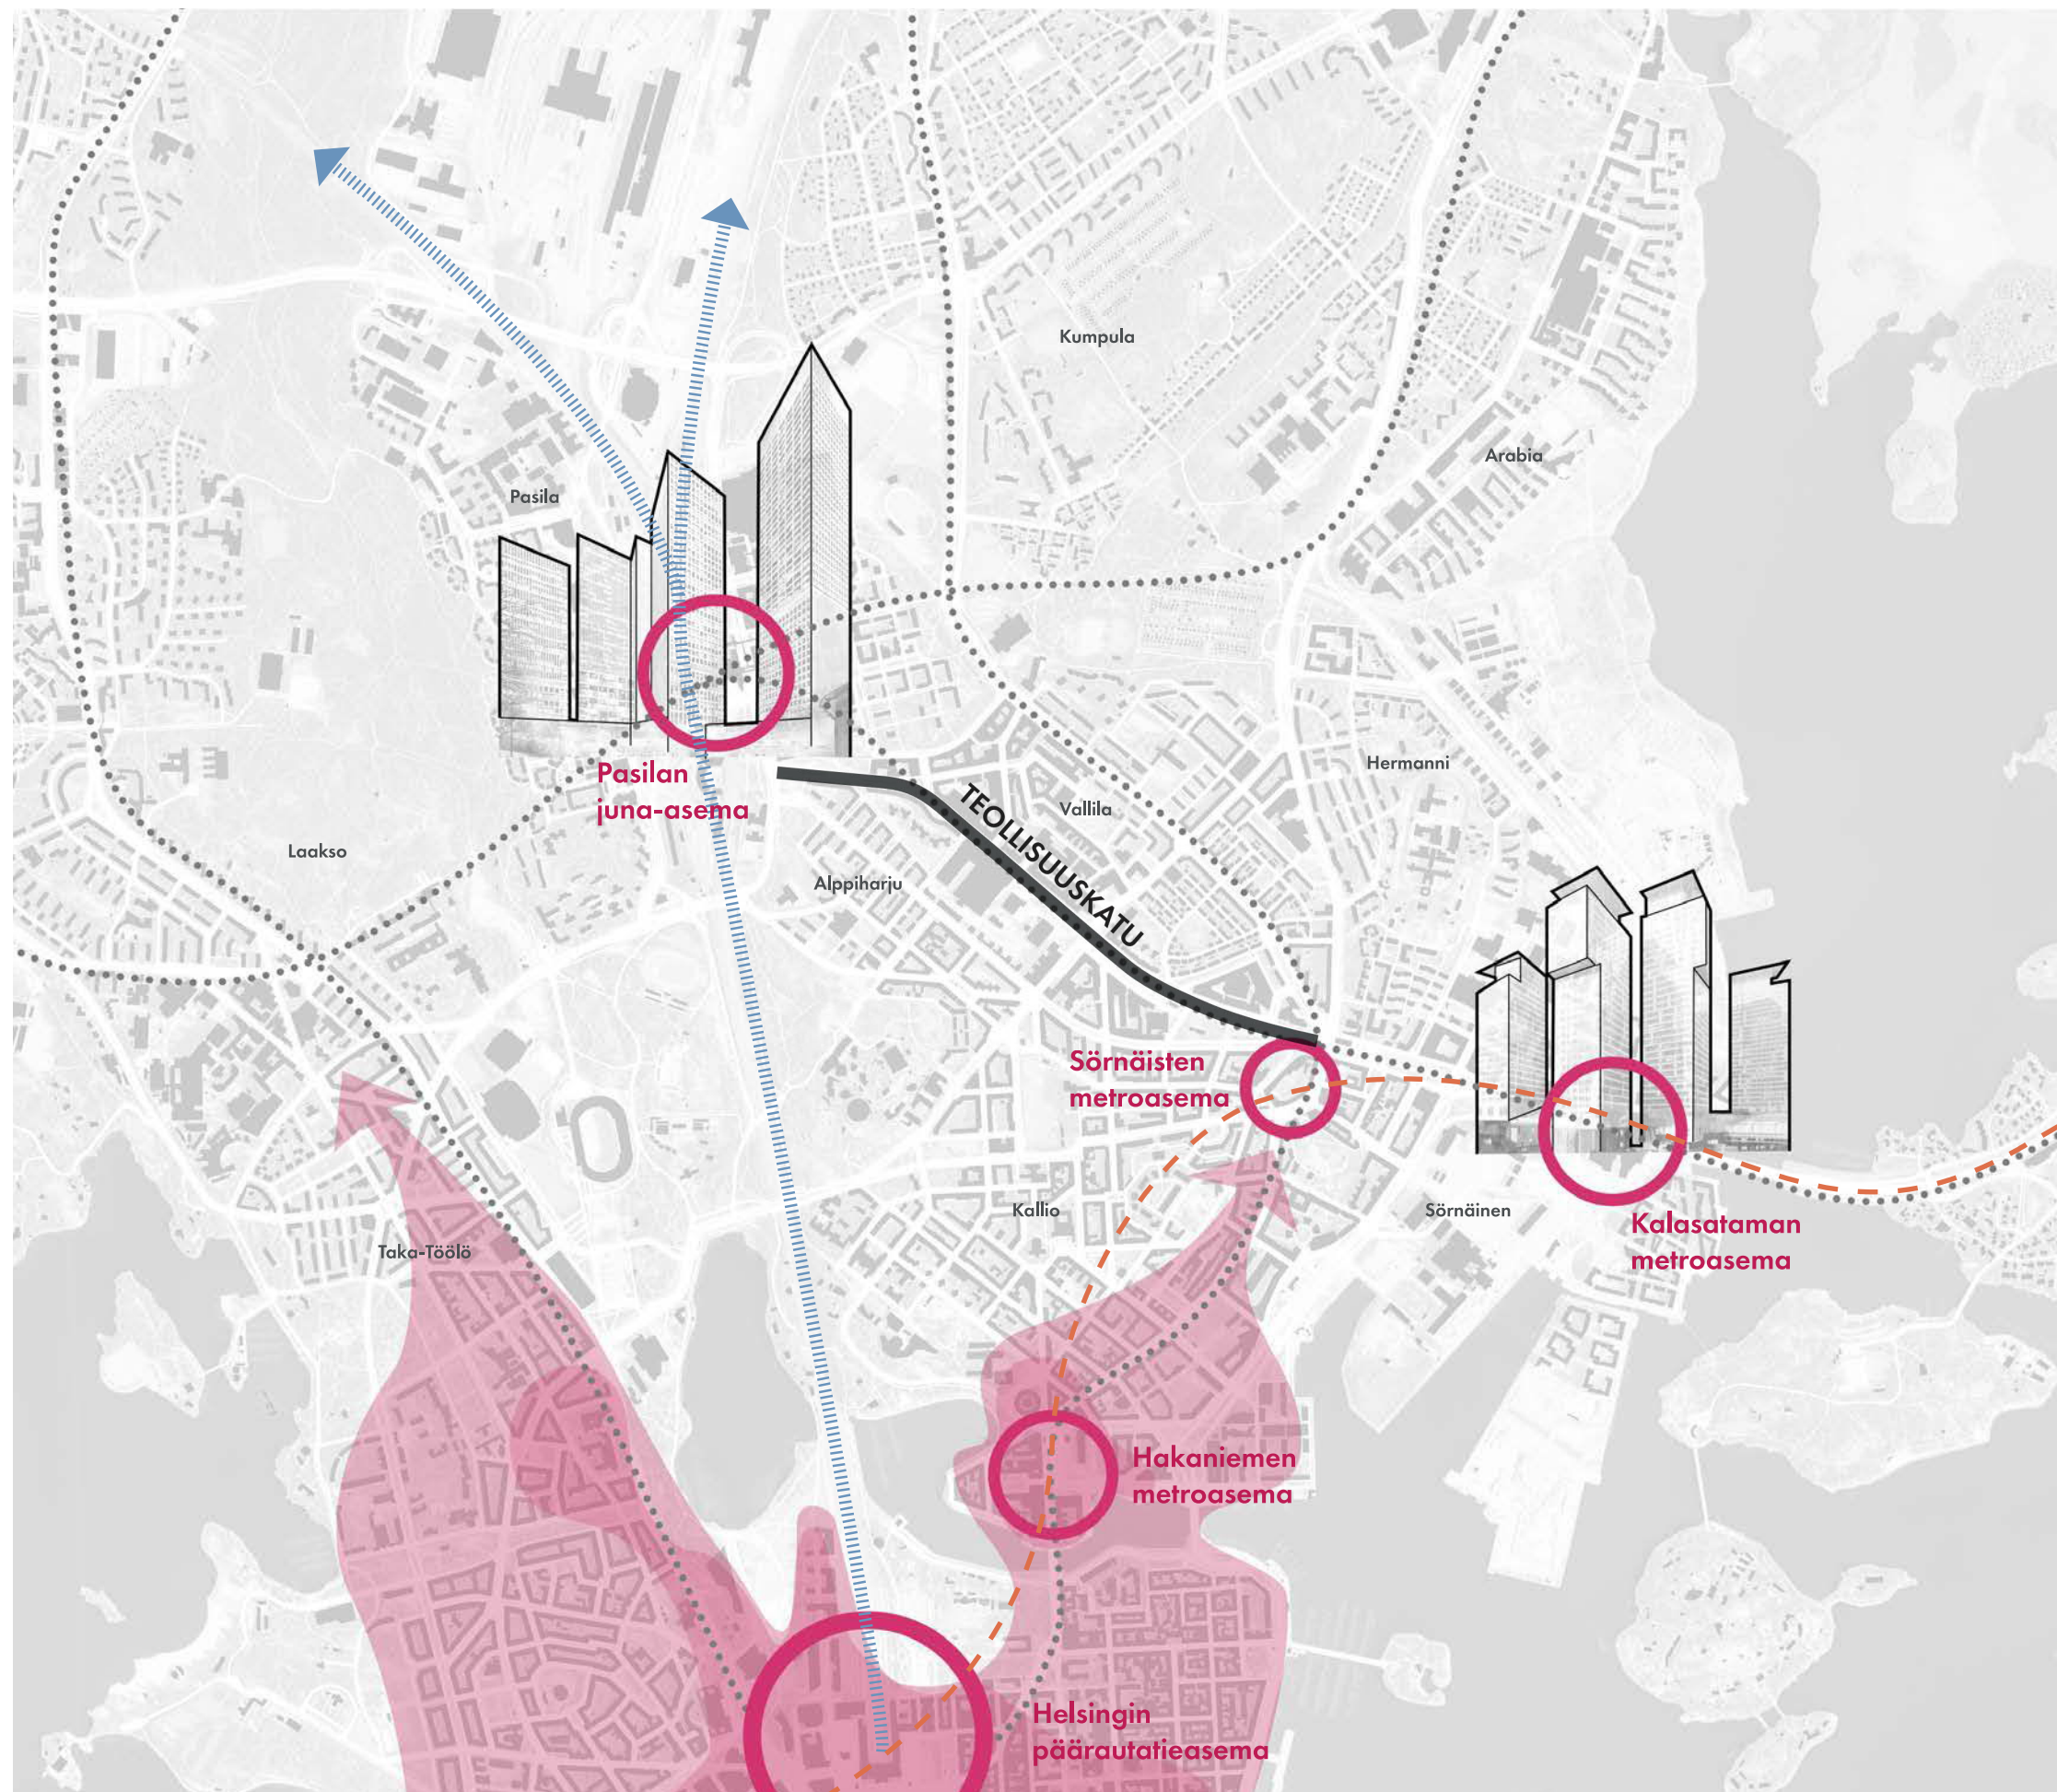 Kumpula
Arabia
Pasila
Pasilan
juna-asema
Hermanni
TEOLLISUUSKATU
Vallila
Laakso
Alppiharju
Sörnäisten
metroasema
Kallio
Sörnäinen
Kalasataman
metroasema
Taka-Töölö
Hakaniemen
metroasema
Helsingin
päärautatieasema